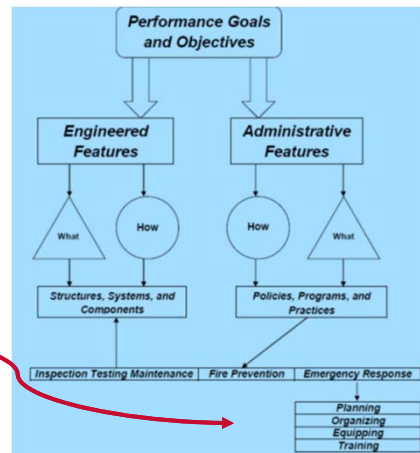 Performance Goals
and Objectives
Engineered
Features
Administrative
Features
What
How
How
What
Structures, Systems, and
Components
Policies, Programs, and
Practices
Inspection Testing Maintenance
Fire Prevention
Emergency Response
Planning
Organizing
Equipping
Training